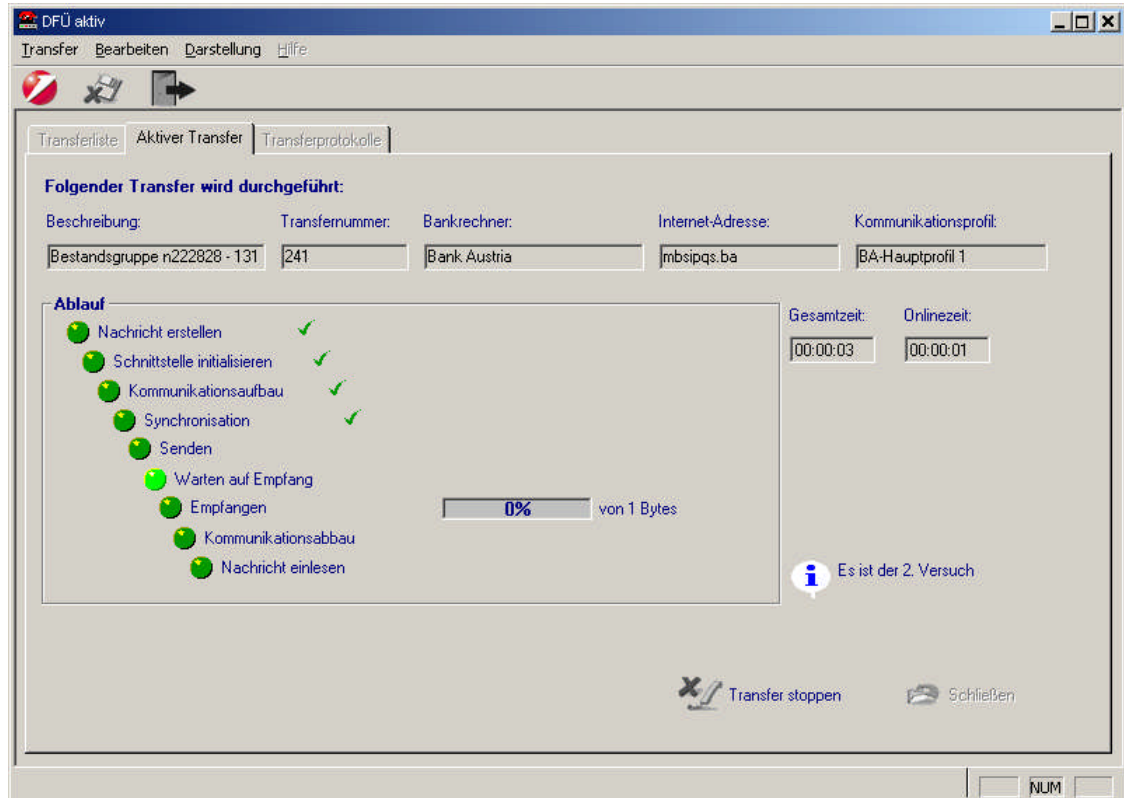 DFÜ aktiv
Transfer Bearbeiten Darstellung Hilfe
Transferliste Aktiver Transfer Transferprotokolle
Folgender Transfer wird durchgeführt:
Beschreibung: Transfernummer: Bankrechner: Internet-Adresse: Kommunikationsprofil:
Bestandsgruppe n222828 - 131 241 Bank Austria mbsipqs.ba BA-Hauptprofil 1
Ablauf
Gesamtzeit: Onlinezeit:
Nachricht erstellen
00:00:03 00:00:01
Schnittstelle initialisieren
Kommunikationsaufbau
Synchronisation
Senden
Warten auf Empfang
Empfangen 0% von 1 Bytes
Kommunikationsabbau
Nachricht einlesen
Es ist der 2. Versuch
Transfer stoppen Schließen
NUM